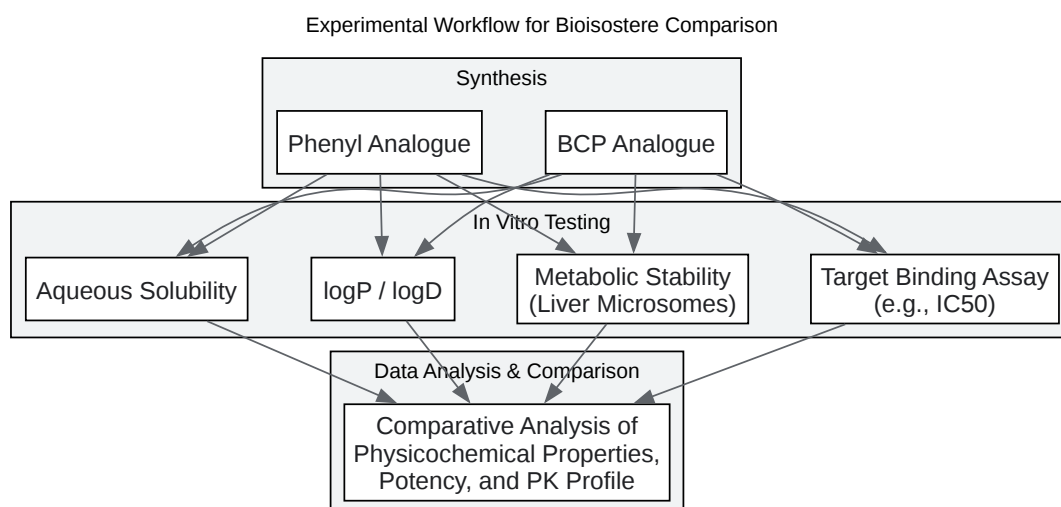 Experimental Workflow for Bioisostere Comparison
Synthesis
Phenyl Analogue
BCP Analogue
In Vitro Testing
Aqueous Solubility
logP / logD
Metabolic Stability
(Liver Microsomes)
Target Binding Assay
(e.g., IC50)
Data Analysis & Comparison
Comparative Analysis of
Physicochemical Properties,
Potency, and PK Profile